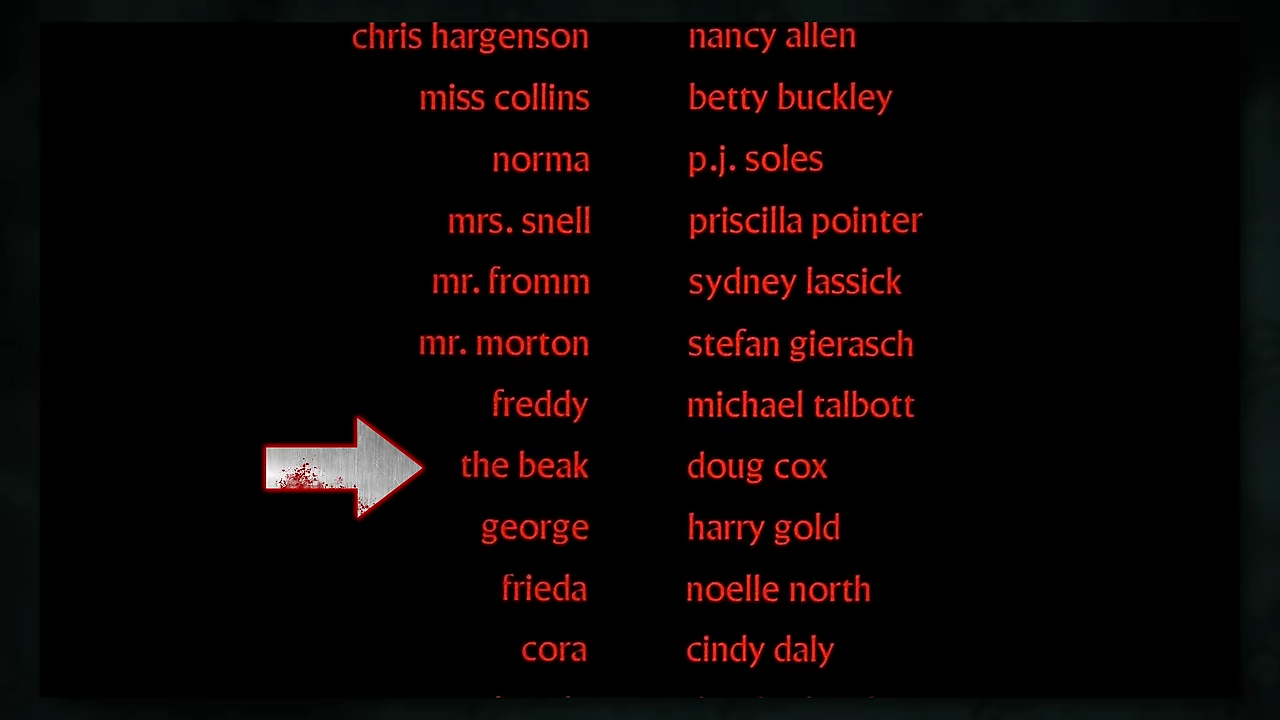 chris hargenson nancy allen
miss collins betty buckley
norma p.j. soles
mrs. snell priscilla pointer
mr. fromm sydney lassick
mr. morton stefan gierasch
freddy michael talbott
the beak doug cox
george harry gold
frieda noelle north
cora cindy daly